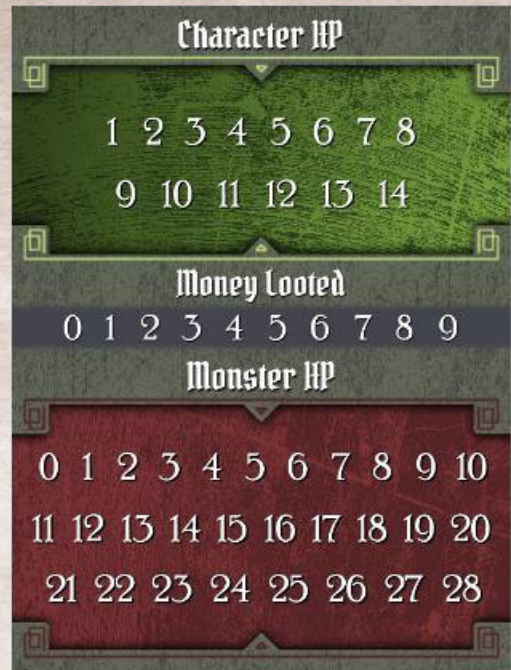 Character HP
1 2 3 4 5 6 7 8
9 10 11 12 13 14
Money Looted
0 1 2 3 4 5 6 7 8 9
Monster HP
0 1 2 3 4 5 6 7 8 9 10
11 12 13 14 15 16 17 18 19 20
21 22 23 24 25 26 27 28